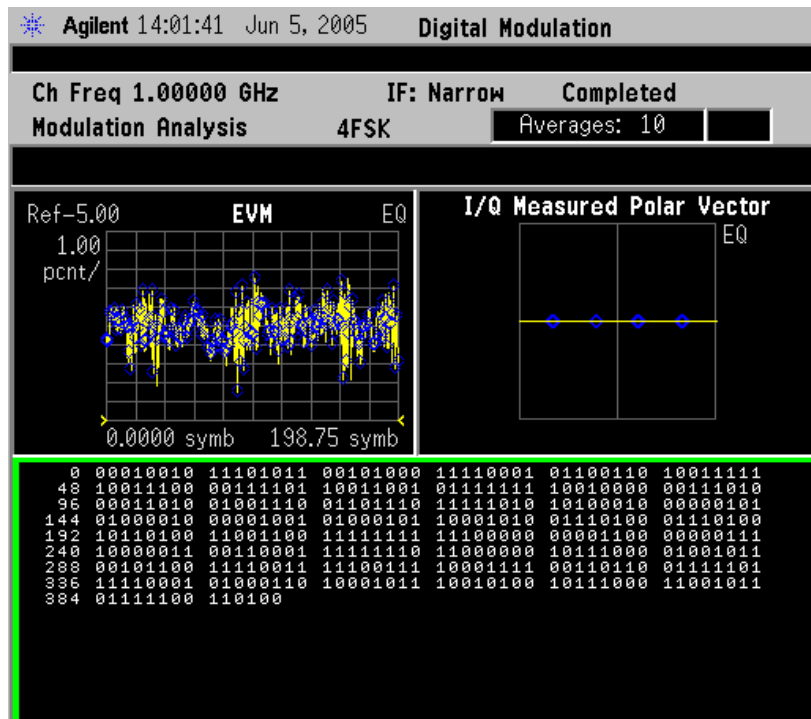 Agilent 14:01:41 Jun 5, 2005 Digital Modulation
Ch Freq 1.00000 GHz IF: Narrow Completed
Modulation Analysis 4FSK Averages: 10
Ref-5.00 EVM EQ
1.00
pcnt/
0.0000 symb 198.75 symb
I/Q Measured Polar Vector
EQ
0 00010010 11101011 00101000 11110001 01100110 10011111
48 10011100 00111101 10011001 01111111 10010000 00111010
96 00011010 01001110 01101110 11111010 10100010 00000101
144 01000010 00001001 01000101 10001010 01110100 01110100
192 10110100 11001100 11111111 11100000 00001100 00000111
240 10000011 00110001 11111110 11000000 10111000 01001011
288 00101100 11110011 11100111 10001111 00110110 01111101
336 11110001 01000110 10001011 10010100 10111000 11001011
384 01111100 110100